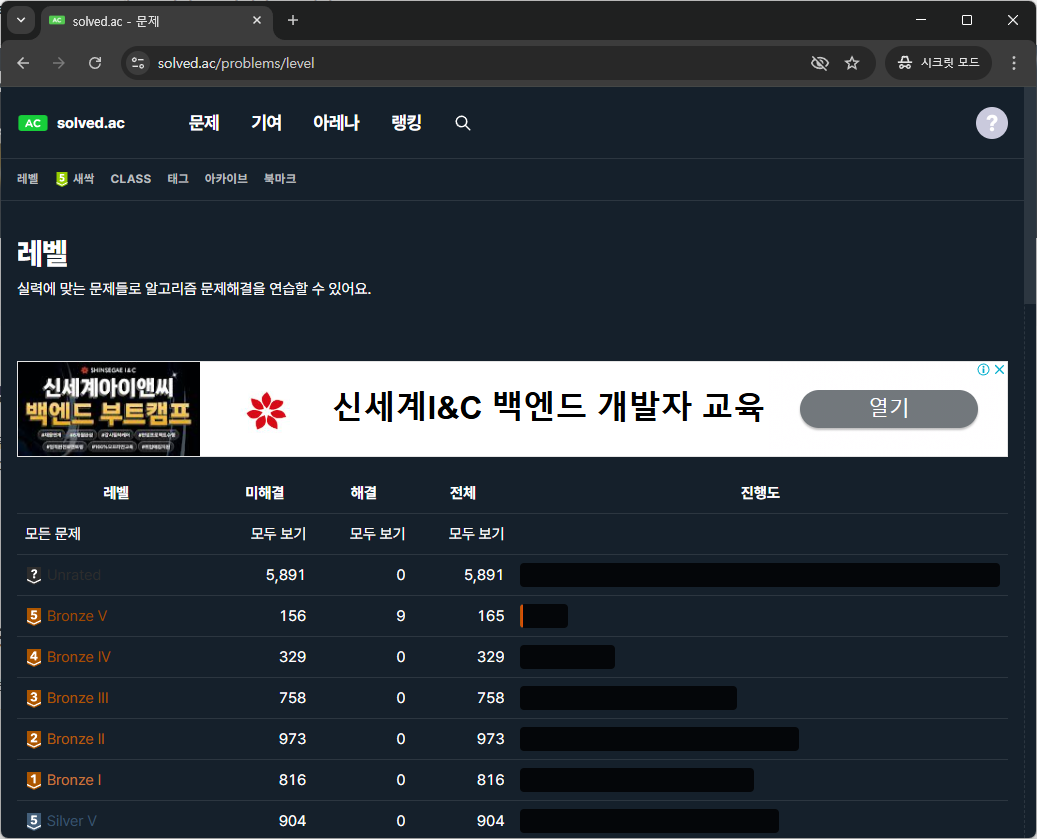 solved.ac - 문제
solved.ac/problems/level
시크릿 모드
AC solved.ac 문제 기여 아레나 랭킹
?
레벨 5 새싹 CLASS 태그 아카이브 북마크
레벨
실력에 맞는 문제들로 알고리즘 문제해결을 연습할 수 있어요.
SHINSEGAE I&C
신세계아이앤씨
백엔드 부트캠프
신세계I&C 백엔드 개발자 교육
열기
레벨 미해결 해결 전체 진행도
모든 문제 모두 보기 모두 보기 모두 보기
? Unrated 5,891 0 5,891
5 Bronze V 156 9 165
4 Bronze IV 329 0 329
3 Bronze III 758 0 758
2 Bronze II 973 0 973
1 Bronze I 816 0 816
5 Silver V 904 0 904